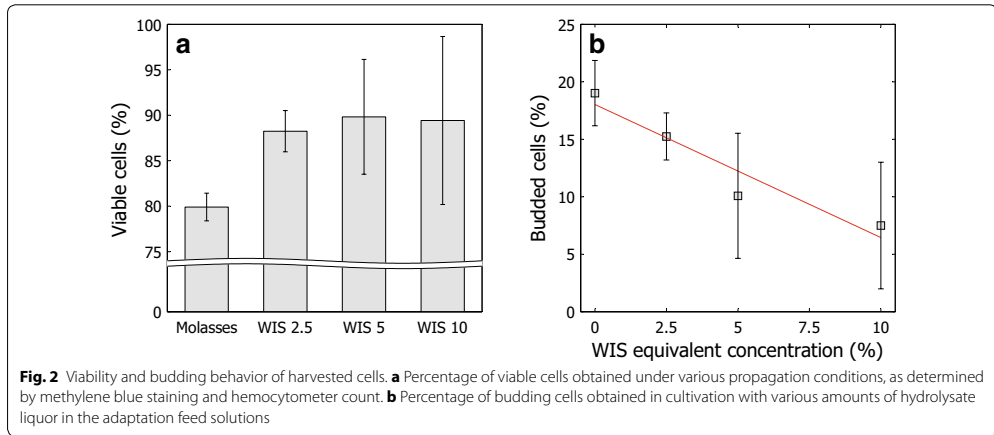 a
Viable cells (%)
100
95
90
85
80
75
0
Molasses WIS 2.5 WIS 5 WIS 10
b
Budded cells (%)
25
20
15
10
5
0
0 2.5 5 7.5 10
WIS equivalent concentration (%)
Fig. 2 Viability and budding behavior of harvested cells. a Percentage of viable cells obtained under various propagation conditions, as determined
by methylene blue staining and hemocytometer count. b Percentage of budding cells obtained in cultivation with various amounts of hydrolysate
liquor in the adaptation feed solutions